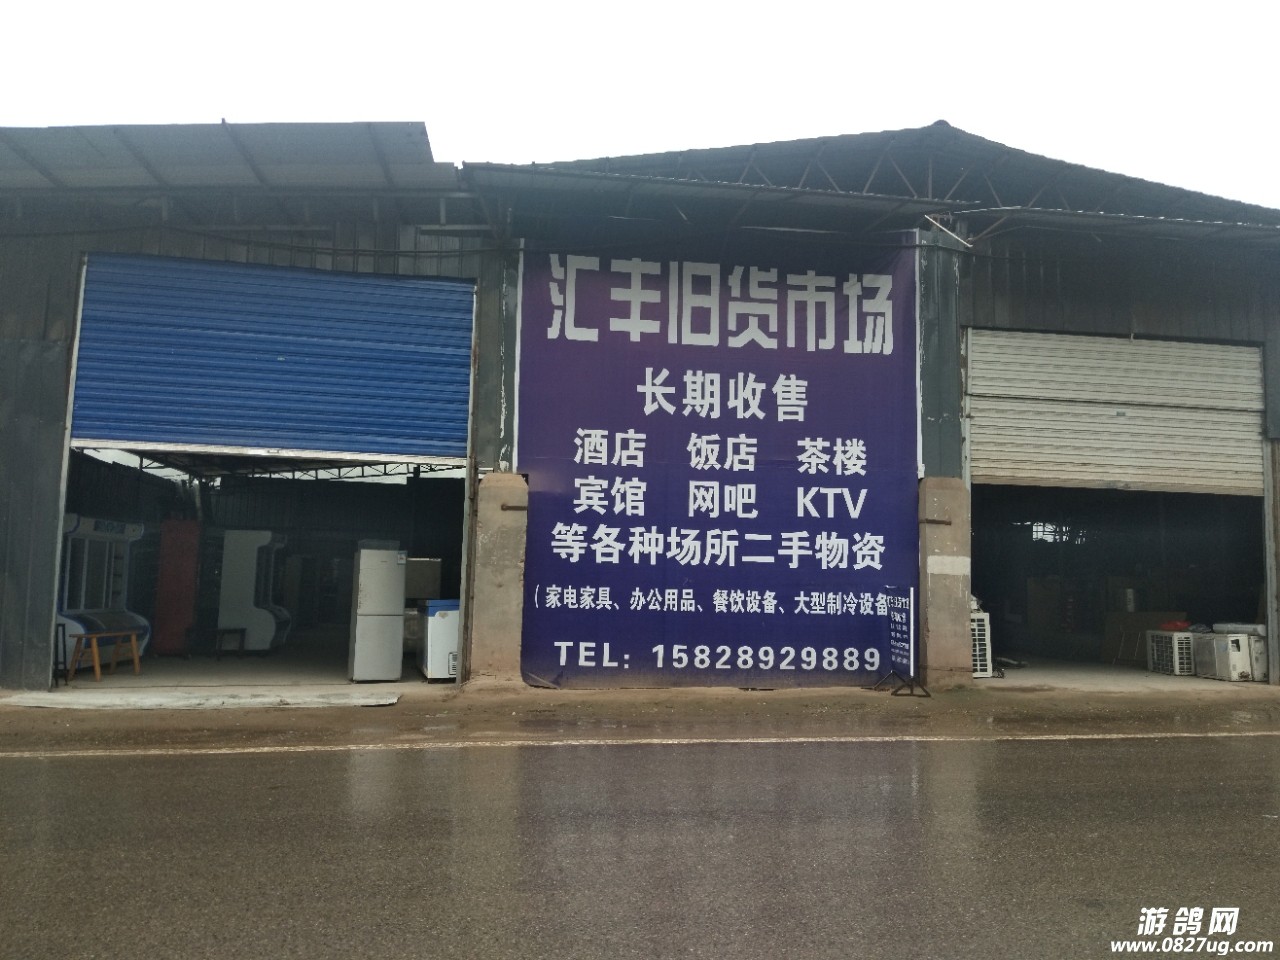 汇丰旧货市场
长期收售
酒店 饭店 茶楼
宾馆 网吧 KTV
等各种场所二手物资
（家电家具、办公用品、餐饮设备、大型制冷设备
TEL: 15828929889
游鸽网
www.0827ug.com